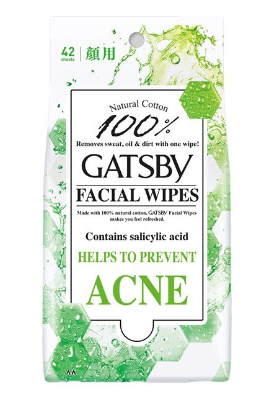 42 顔用
sheets
Natural Cotton
100%
Removes sweat, oil & dirt with one wipe!
GATSBY
FACIAL WIPES
Made with 100% natural cotton, GATSBY Facial Wipes
makes you feel refreshed.
Contains salicylic acid
HELPS TO PREVENT
ACNE